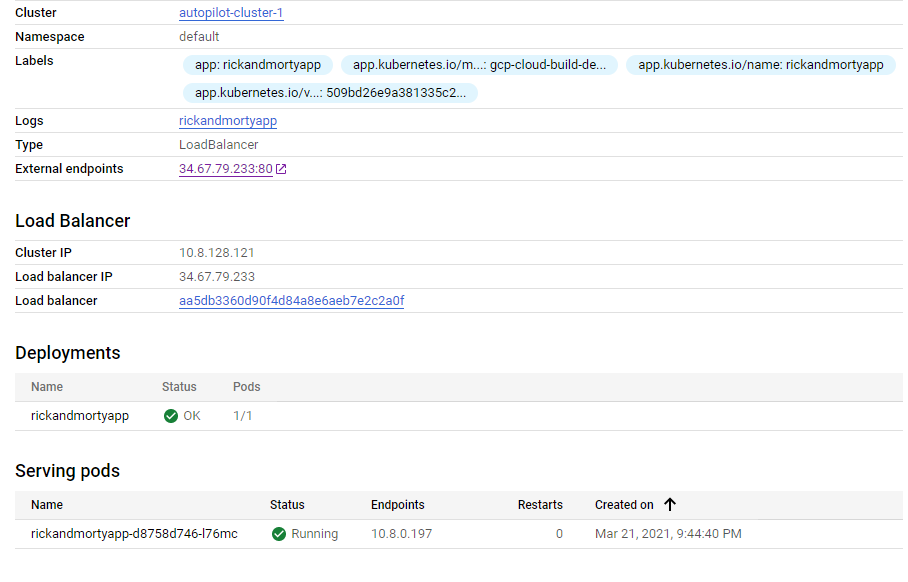 Cluster autopilot-cluster-1
Namespace default
Labels app: rickandmortyapp app.kubernetes.io/m...: gcp-cloud-build-de... app.kubernetes.io/name: rickandmortyapp
app.kubernetes.io/v...: 509bd26e9a381335c2...
Logs rickandmortyapp
Type LoadBalancer
External endpoints 34.67.79.233:80
Load Balancer
Cluster IP 10.8.128.121
Load balancer IP 34.67.79.233
Load balancer aa5db3360d90f4d84a8e6aeb7e2c2a0f
Deployments
Name Status Pods
rickandmortyapp OK 1/1
Serving pods
Name Status Endpoints Restarts Created on
rickandmortyapp-d8758d746-l76mc Running 10.8.0.197 0 Mar 21, 2021, 9:44:40 PM